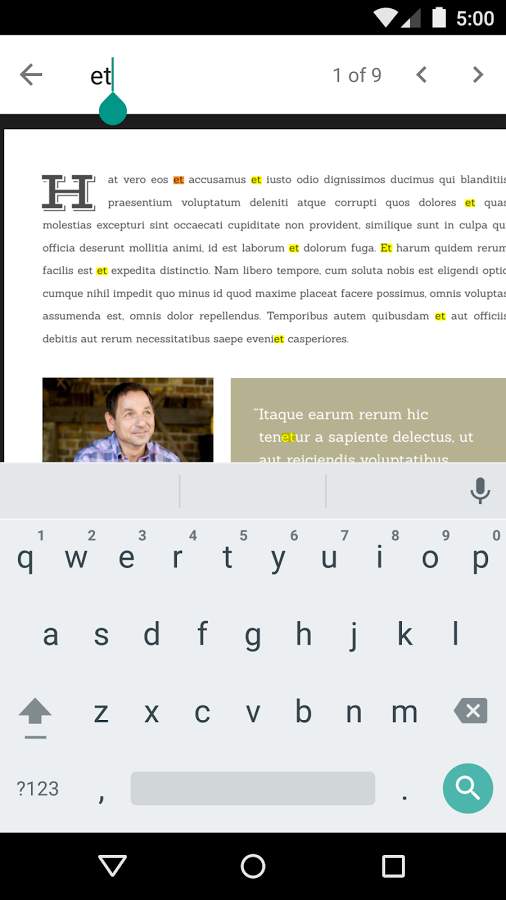 5:00
et
1 of 9
H at vero eos et accusamus et iusto odio dignissimos ducimus qui blanditiis
praesentium voluptatum deleniti atque corrupti quos dolores et quas
molestias excepturi sint occaecati cupiditate non provident, similique sunt in culpa qu
officia deserunt mollitia animi, id est laborum et dolorum fuga. Et harum quidem rerum
facilis est et expedita distinctio. Nam libero tempore, cum soluta nobis est eligendi optio
cumque nihil impedit quo minus id quod maxime placeat facere possimus, omnis voluptas
assumenda est, omnis dolor repellendus. Temporibus autem quibusdam et aut officiis
debitis aut rerum necessitatibus saepe eveniet casperiores.
"Itaque earum rerum hic
tenetur a sapiente delectus, ut
aut reiciendis voluptatibus
1 2 3 4 5 6 7 8 9 0
q w e r t y u i o p
a s d f g h j k l
z x c v b n m
?123 , .